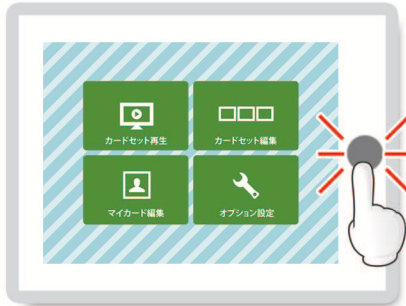 カードセット再生
カードセット編集
マイカード編集
オプション設定